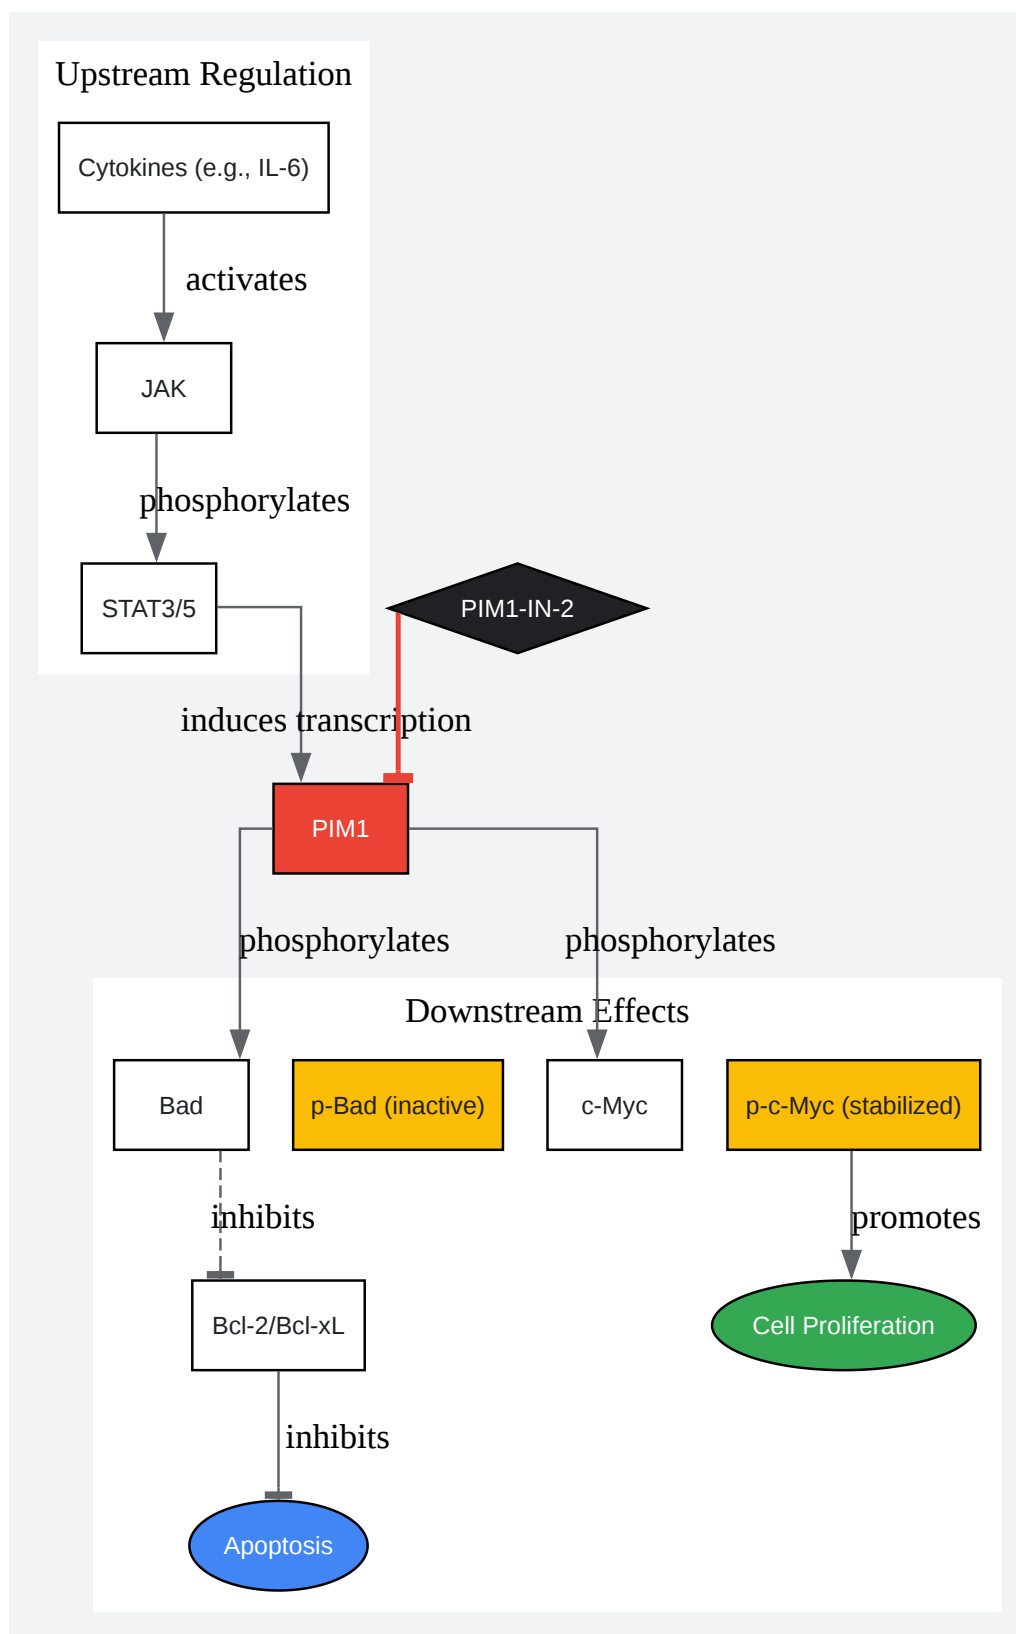 Upstream Regulation
Cytokines (e.g., IL-6)
activates
JAK
phosphorylates
STAT3/5
PIM1-IN-2
induces transcription
PIM1
phosphorylates
phosphorylates
Downstream Effects
Bad
p-Bad (inactive)
c-Myc
p-c-Myc (stabilized)
inhibits
promotes
Bcl-2/Bcl-xL
Cell Proliferation
inhibits
Apoptosis